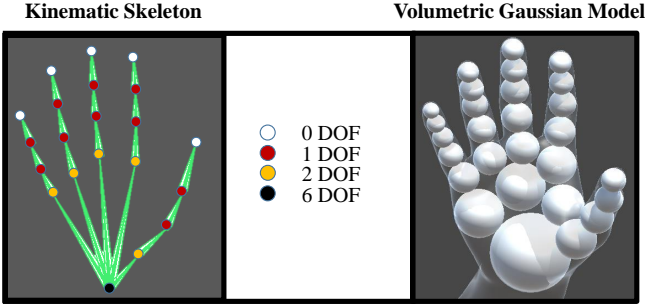 Kinematic Skeleton
Volumetric Gaussian Model
0 DOF
1 DOF
2 DOF
6 DOF